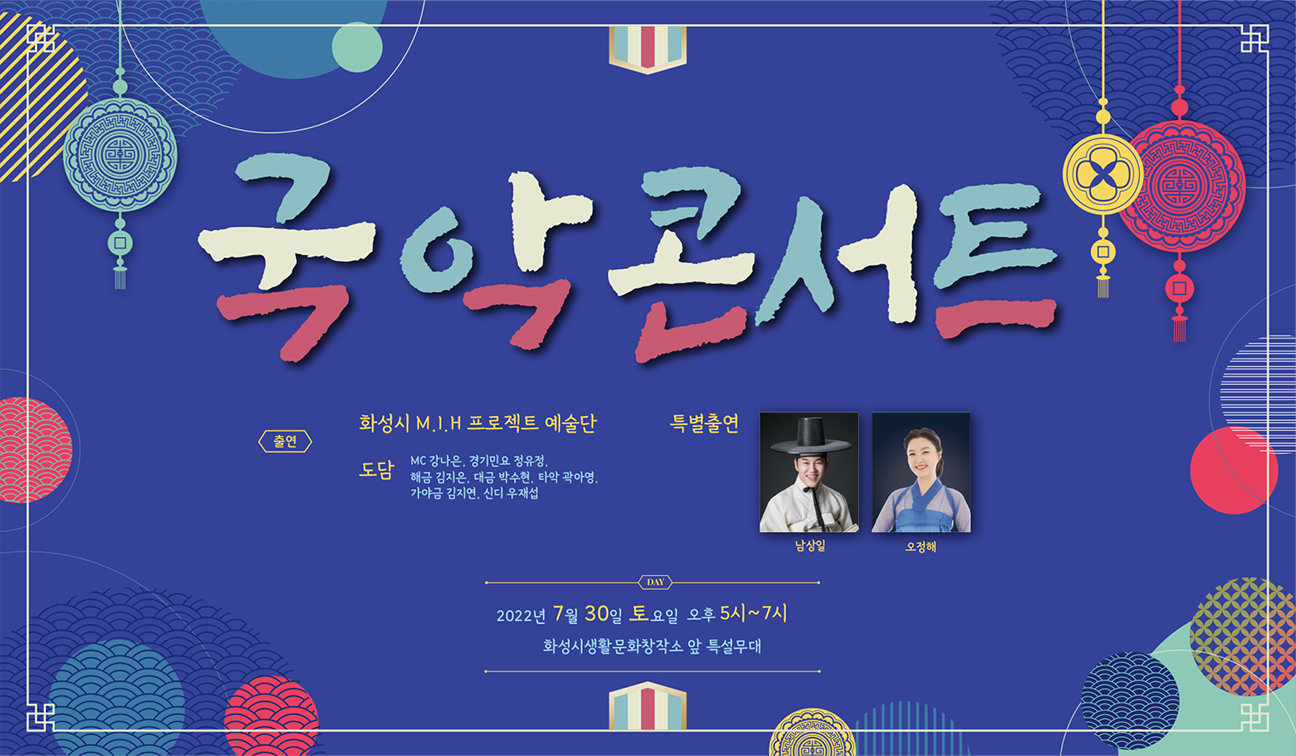 국악콘서트
출연
화성시 M.I.H 프로젝트 예술단
도담
MC 강나은, 경기민요 정유정,
해금 김지은, 대금 박수현, 타악 곽아영,
가야금 김지연, 신디 우재섭
특별출연
남상일
오정해
DAY
2022년 7월 30일 토요일 오후 5시~7시
화성시생활문화창작소 앞 특설무대